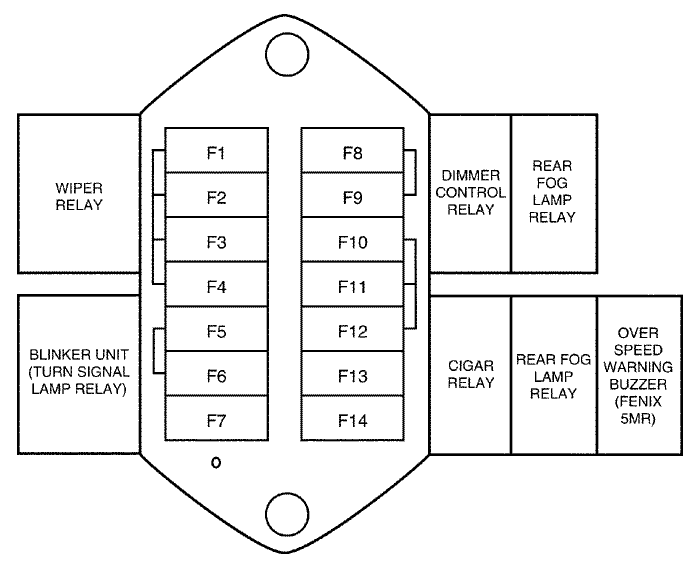 WIPER
RELAY
BLINKER UNIT
(TURN SIGNAL
LAMP RELAY)
F1
F2
F3
F4
F5
F6
F7
F8
F9
F10
F11
F12
F13
F14
DIMMER
CONTROL
RELAY
REAR
FOG
LAMP
RELAY
CIGAR
RELAY
REAR FOG
LAMP
RELAY
OVER
SPEED
WARNING
BUZZER
(FENIX
5MR)